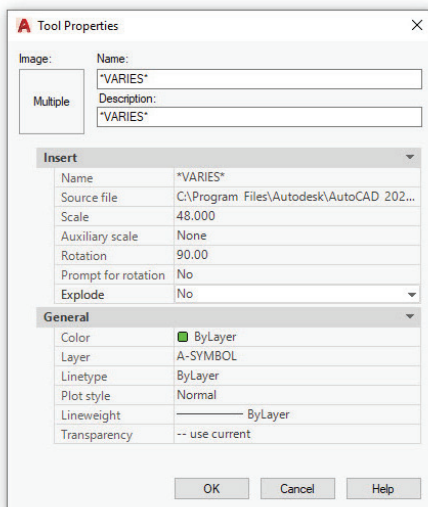 Tool Properties
Image: Name:
*VARIES*
Multiple
Description:
*VARIES*
Insert
Name *VARIES*
Source file C:\Program Files\Autodesk\AutoCAD 202...
Scale 48.000
Auxiliary scale None
Rotation 90.00
Prompt for rotation No
Explode No
General
Color ByLayer
Layer A-SYMBOL
Linetype ByLayer
Plot style Normal
Lineweight ByLayer
Transparency -- use current
OK Cancel Help